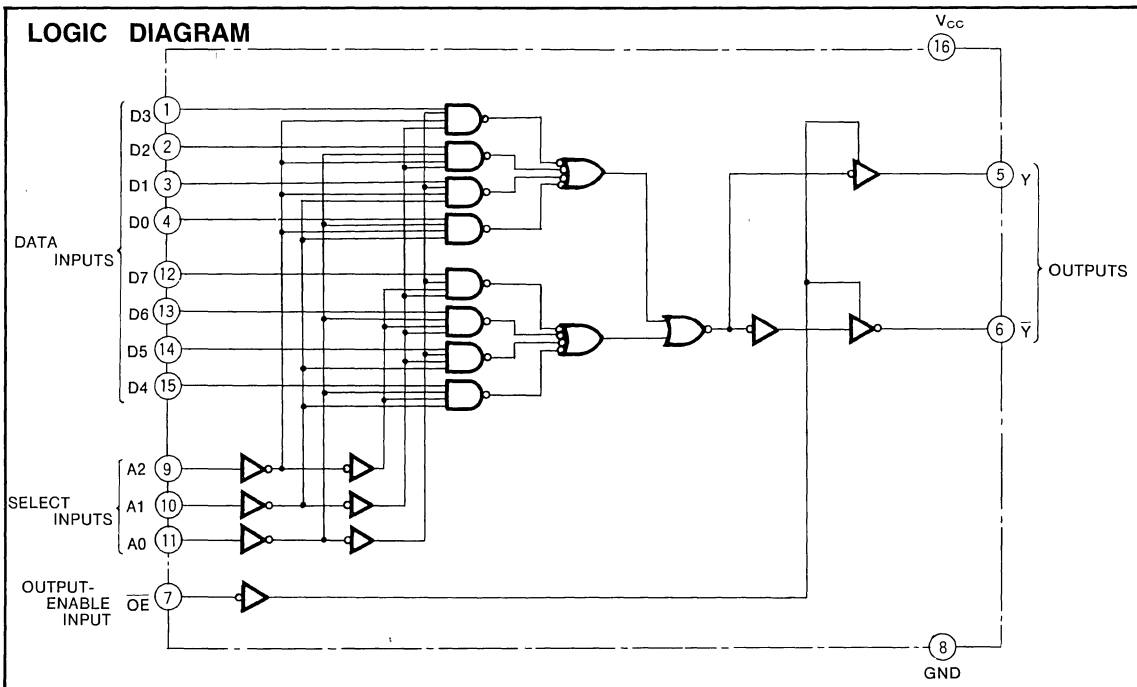 LOGIC DIAGRAM
VCC
16
DATA
INPUTS
D3 1
D2 2
D1 3
D0 4
D7 12
D6 13
D5 14
D4 15
5 Y
6 Y̅
OUTPUTS
SELECT
INPUTS
A2 9
A1 10
A0 11
OUTPUT-
ENABLE
INPUT
O̅E̅ 7
8
GND